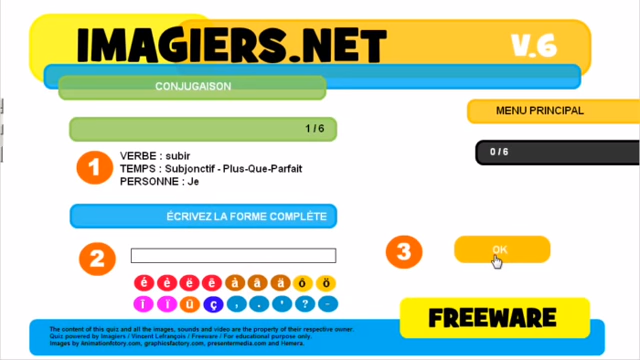 IMAGIERS.NET
V.6
CONJUGAISON
MENU PRINCIPAL
1 / 6
0 / 6
1
VERBE : subir
TEMPS : Subjonctif - Plus-Que-Parfait
PERSONNE : Je
ÉCRIVEZ LA FORME COMPLÈTE
2
3
OK
FREEWARE
The content of this quiz and all the images, sounds and video are the property of their respective owner.
Quiz powered by Imagiers / Vincent Lefrançois / Freeware / For educational purpose only.
Images by Animationfatory.com, graphicsfactory.com, presentermedia.com and Hemera.